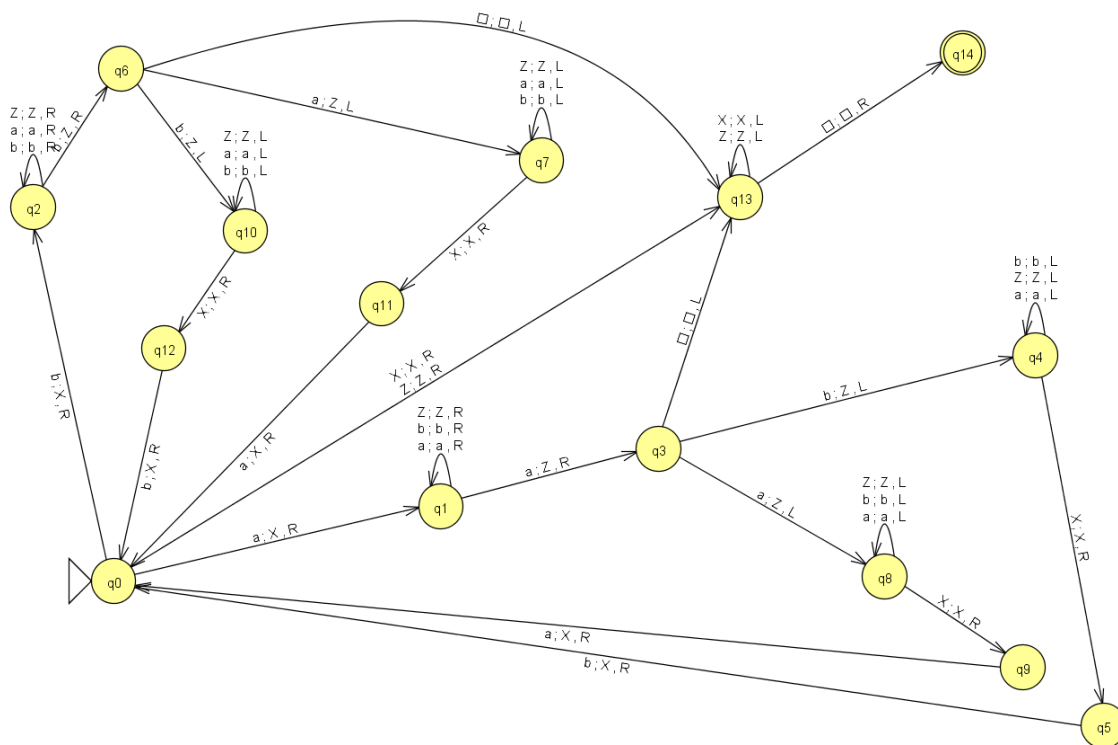 □; □, L
q14
q6
Z; Z, L
a; a, L
b; b, L
a; Z, L
□; □, R
Z; Z, R
a; a, R
b; b, R
b; Z, R
b; Z, L
Z; Z, L
a; a, L
b; b, L
X; X, L
Z; Z, L
q7
q13
q2
q10
X; X, R
b; b, L
Z; Z, L
a; a, L
X; X, R
q11
□; □, L
q12
q4
X; X, R
Z; Z, R
b; X, R
b; Z, L
Z; Z, R
b; b, R
a; a, R
a; X, R
b; X, R
q3
a; Z, R
q1
a; Z, L
Z; Z, L
b; b, L
a; a, L
a; X, R
X; X, R
q0
q8
X; X, R
a; X, R
b; X, R
q9
q5